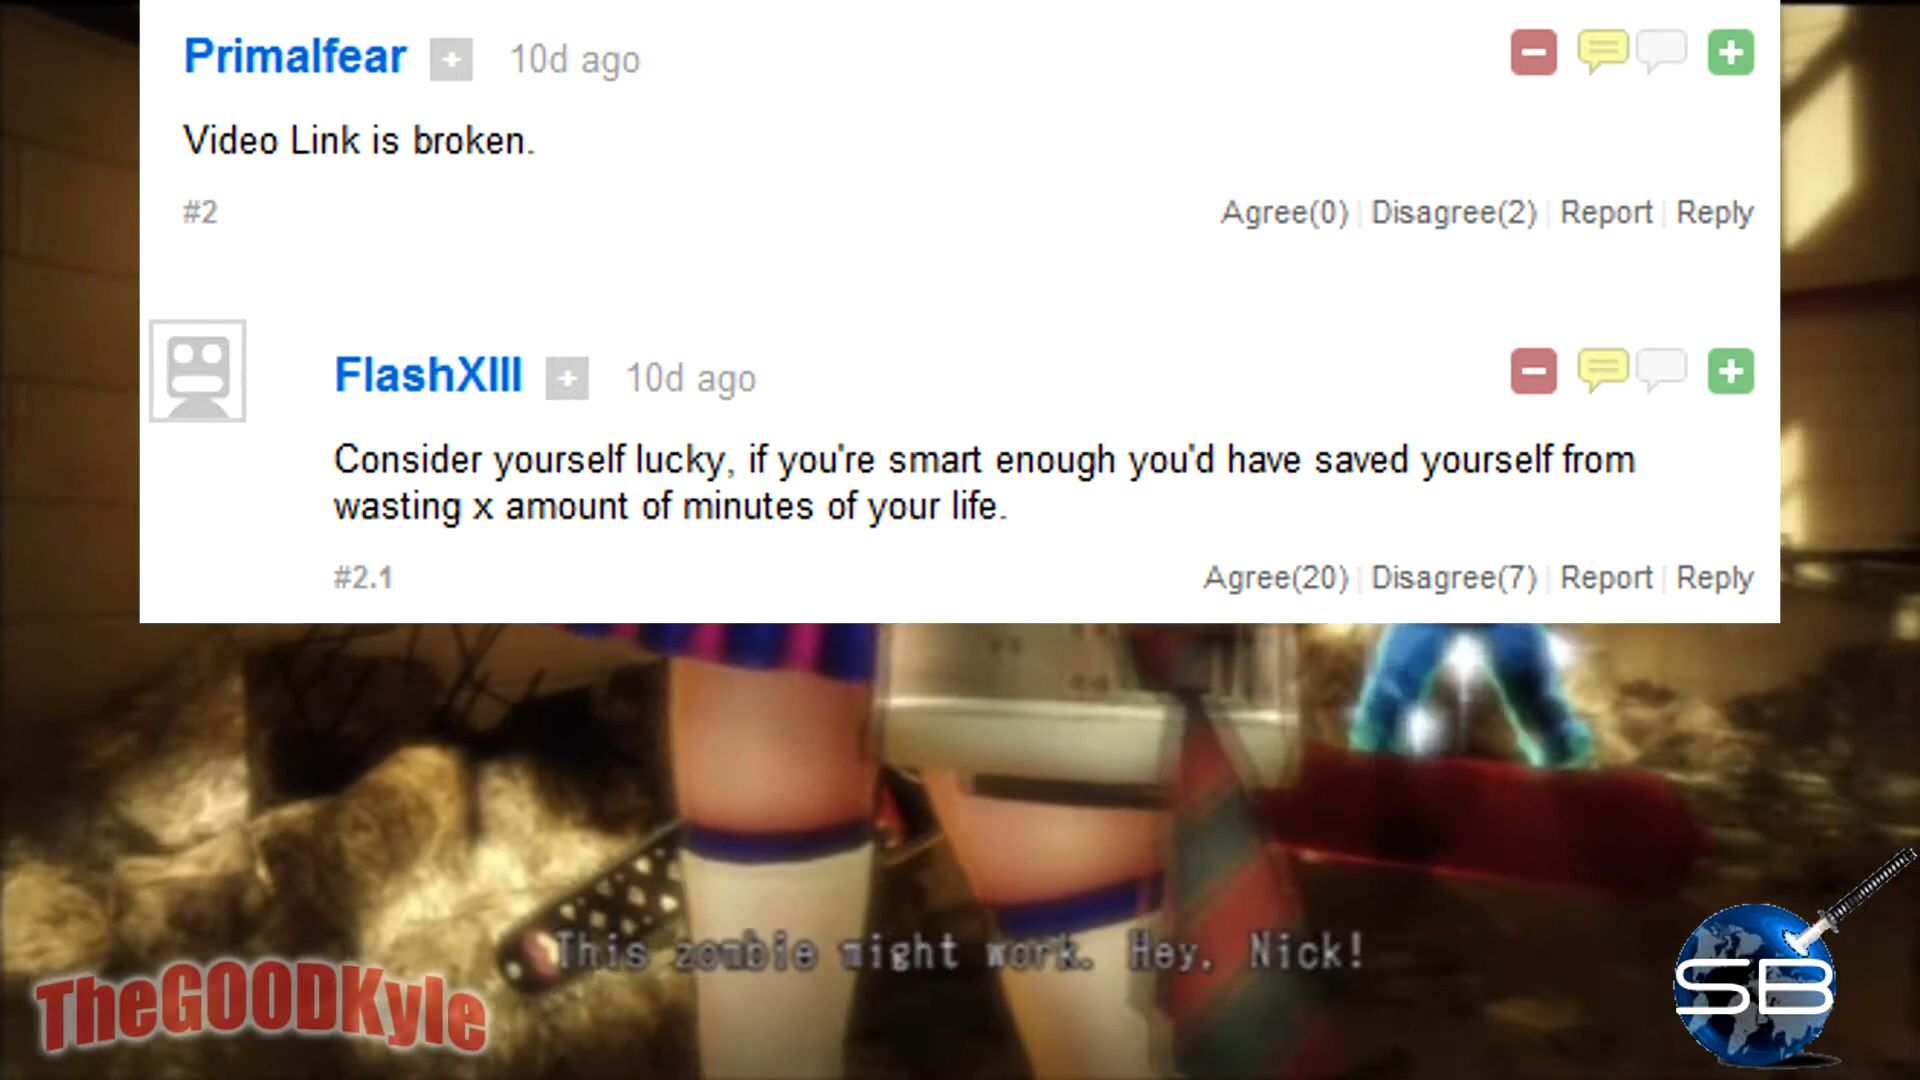 Primalfear + 10d ago
Video Link is broken.
#2 Agree(0) | Disagree(2) | Report | Reply
FlashXIII + 10d ago
Consider yourself lucky, if you're smart enough you'd have saved yourself from
wasting x amount of minutes of your life.
#2.1 Agree(20) | Disagree(7) | Report | Reply
This zombie might work. Hey, Nick!
TheGOODKyle
SB